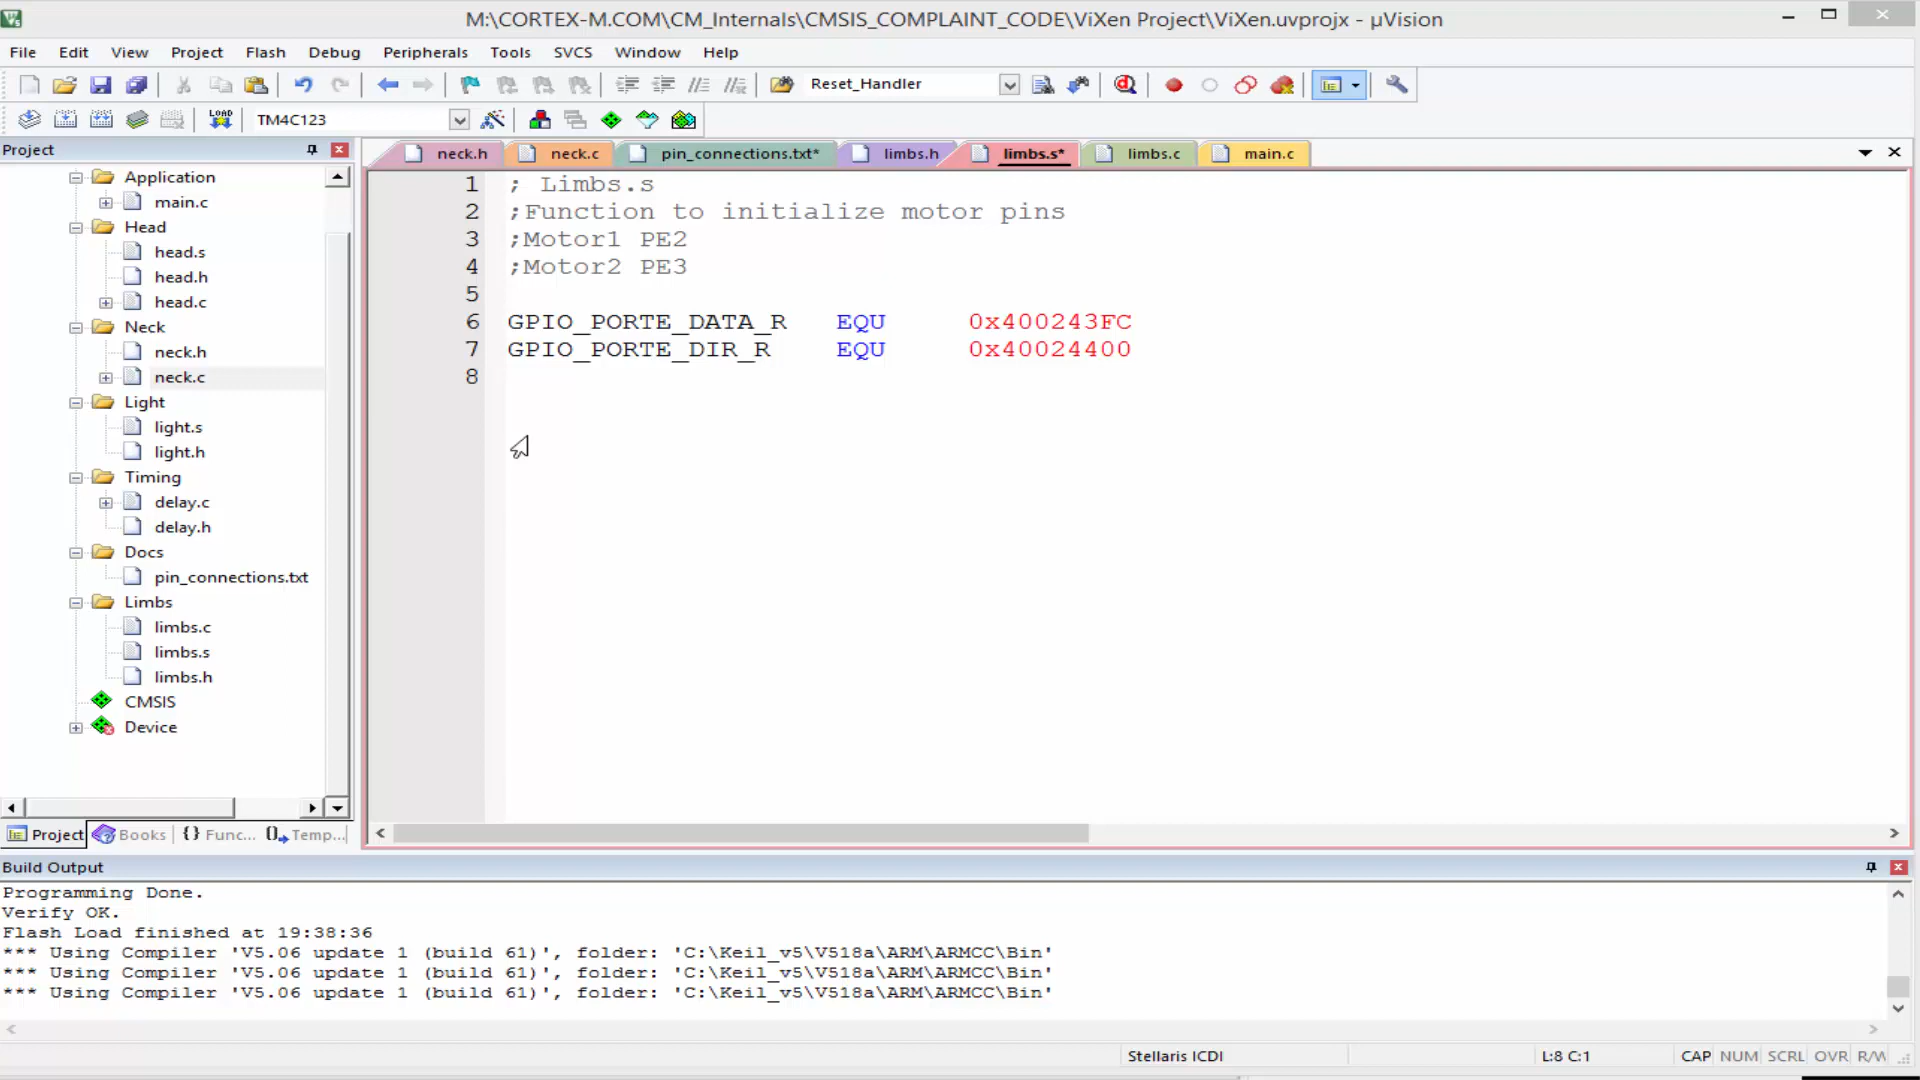 M:\CORTEX-M.COM\CM_Internals\CMSIS_COMPLAINT_CODE\ViXen Project\ViXen.uvprojx - µVision
File Edit View Project Flash Debug Peripherals Tools SVCS Window Help
Reset_Handler
LOAD TM4C123
Project
neck.h neck.c pin_connections.txt* limbs.h limbs.s* limbs.c main.c
Application
main.c
Head
head.s
head.h
head.c
Neck
neck.h
neck.c
Light
light.s
light.h
Timing
delay.c
delay.h
Docs
pin_connections.txt
Limbs
limbs.c
limbs.s
limbs.h
CMSIS
Device
1 ; Limbs.s
2 ;Function to initialize motor pins
3 ;Motor1 PE2
4 ;Motor2 PE3
5
6 GPIO_PORTE_DATA_R EQU 0x400243FC
7 GPIO_PORTE_DIR_R EQU 0x40024400
8
Project Books {} Func... Temp...
Build Output
Programming Done.
Verify OK.
Flash Load finished at 19:38:36
*** Using Compiler 'V5.06 update 1 (build 61)', folder: 'C:\Keil_v5\V518a\ARM\ARMCC\Bin'
*** Using Compiler 'V5.06 update 1 (build 61)', folder: 'C:\Keil_v5\V518a\ARM\ARMCC\Bin'
*** Using Compiler 'V5.06 update 1 (build 61)', folder: 'C:\Keil_v5\V518a\ARM\ARMCC\Bin'
Stellaris ICDI L:8 C:1 CAP NUM SCRL OVR R/W